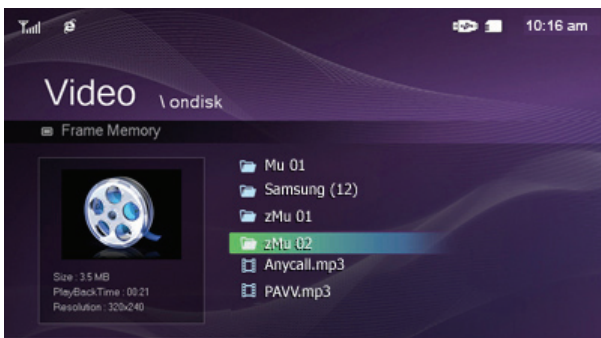 10:16 am
Video \ ondisk
Frame Memory
Mu 01
Samsung (12)
zMu 01
zMu 02
Anycall.mp3
PAVV.mp3
Size : 3.5 MB
PlayBackTime : 00:21
Resolution : 320x240